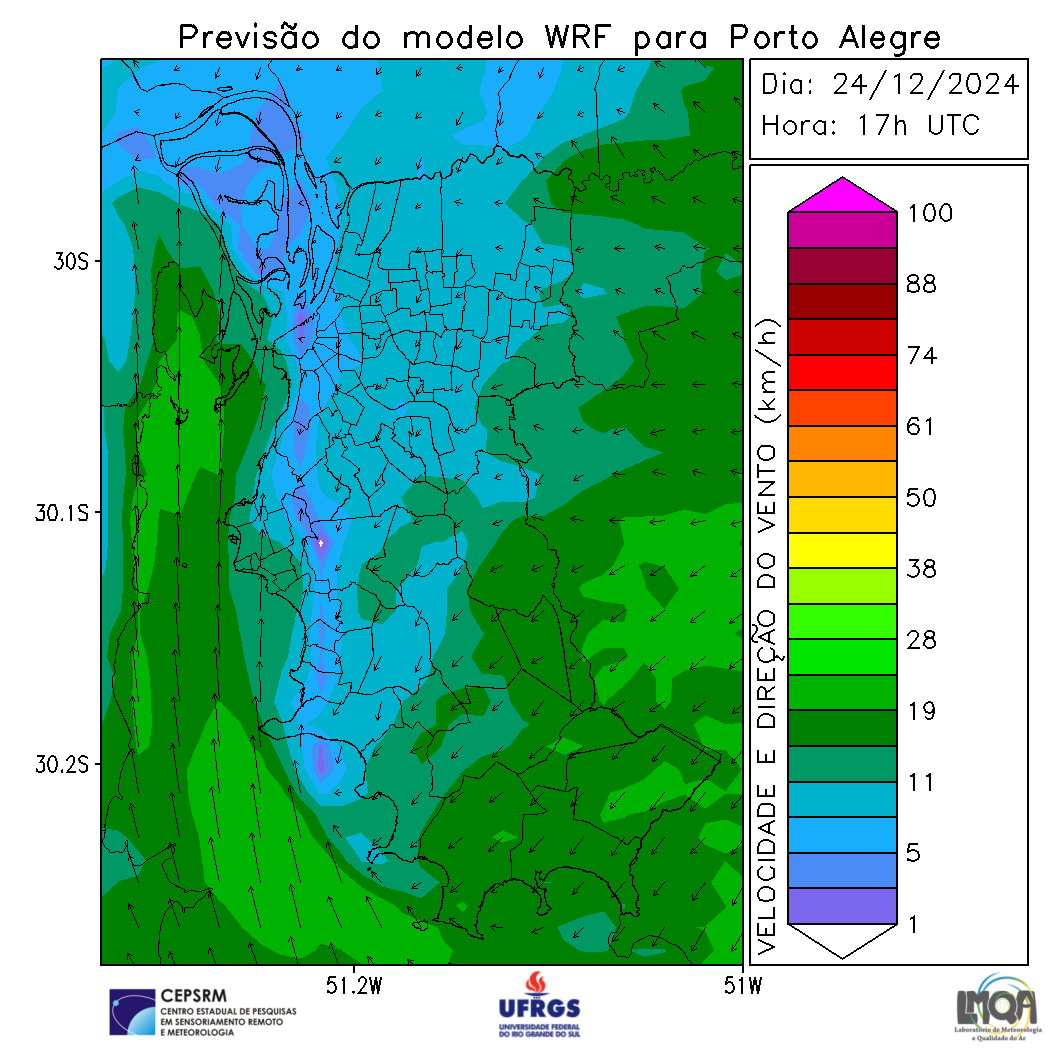 Previsão do modelo WRF para Porto Alegre
Dia: 24/12/2024
Hora: 17h UTC
30S
30.1S
30.2S
51.2W
51W
VELOCIDADE E DIREÇÃO DO VENTO (km/h)
100
88
74
61
50
38
28
19
11
5
1
CEPSRM
CENTRO ESTADUAL DE PESQUISAS
EM SENSORIAMENTO REMOTO
E METEOROLOGIA
UFRGS
UNIVERSIDADE FEDERAL
DO RIO GRANDE DO SUL
LMQA
Laboratório de Meteorologia
e Qualidade do Ar